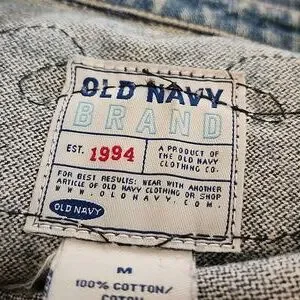 OLD NAVY
BRAND
EST. 1994
A PRODUCT OF
THE OLD NAVY
CLOTHING CO.
FOR BEST RESULTS: WEAR WITH ANOTHER
ARTICLE OF OLD NAVY CLOTHING OR SHOP
WWW.OLDNAVY.COM.
OLD NAVY
M
100% COTTON/